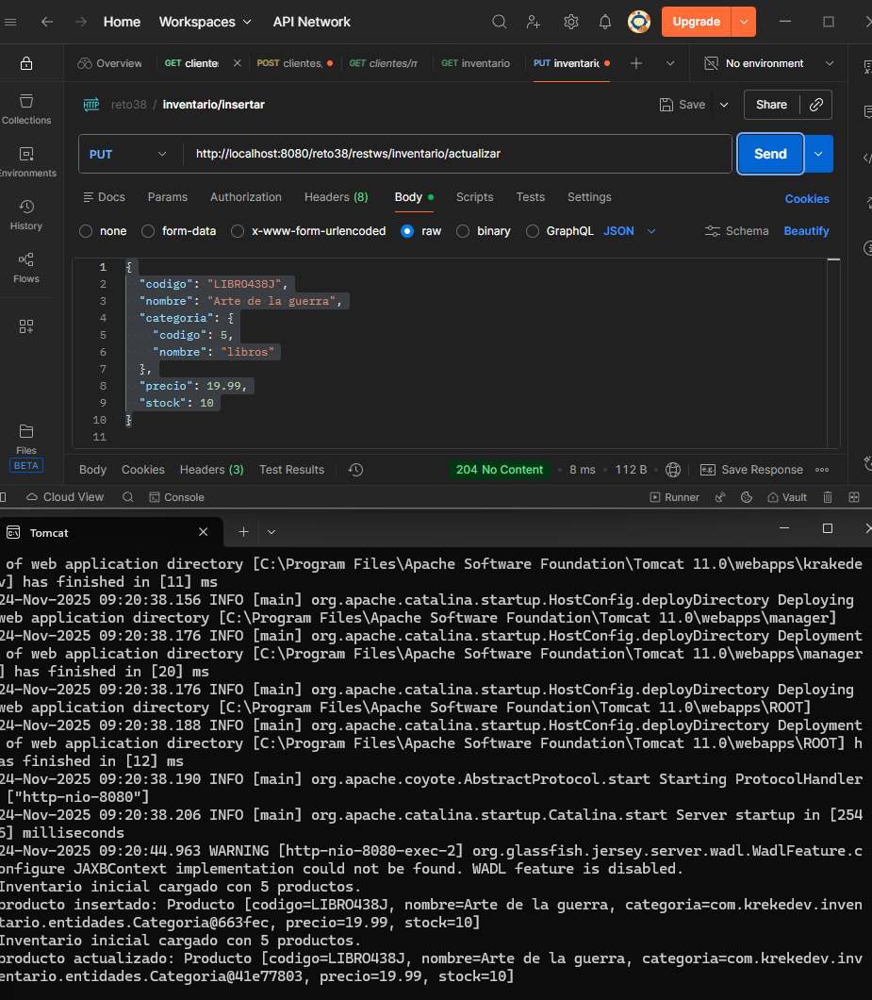 Home Workspaces API Network Upgrade
Overview GET cliente POST clientes, GET clientes/m GET inventario PUT inventario No environment
HTTP reto38 / inventario/insertar Save Share
Collections
PUT http://localhost:8080/reto38/restws/inventario/actualizar Send
Environments
Docs Params Authorization Headers (8) Body Scripts Tests Settings Cookies
History
none form-data x-www-form-urlencoded raw binary GraphQL JSON Schema Beautify
Flows
1 {
2 "codigo": "LIBRO438J",
3 "nombre": "Arte de la guerra",
4 "categoria": {
5 "codigo": 5,
6 "nombre": "libros"
7 },
8 "precio": 19.99,
9 "stock": 10
10 }
11
Files
BETA
Body Cookies Headers (3) Test Results 204 No Content 8 ms 112 B e.g. Save Response
Cloud View Console Runner Vault
Tomcat
of web application directory [C:\Program Files\Apache Software Foundation\Tomcat 11.0\webapps\krakede
v] has finished in [11] ms
24-Nov-2025 09:20:38.156 INFO [main] org.apache.catalina.startup.HostConfig.deployDirectory Deploying
web application directory [C:\Program Files\Apache Software Foundation\Tomcat 11.0\webapps\manager]
24-Nov-2025 09:20:38.176 INFO [main] org.apache.catalina.startup.HostConfig.deployDirectory Deployment
of web application directory [C:\Program Files\Apache Software Foundation\Tomcat 11.0\webapps\manager
] has finished in [20] ms
24-Nov-2025 09:20:38.176 INFO [main] org.apache.catalina.startup.HostConfig.deployDirectory Deploying
web application directory [C:\Program Files\Apache Software Foundation\Tomcat 11.0\webapps\ROOT]
24-Nov-2025 09:20:38.188 INFO [main] org.apache.catalina.startup.HostConfig.deployDirectory Deployment
of web application directory [C:\Program Files\Apache Software Foundation\Tomcat 11.0\webapps\ROOT] h
as finished in [12] ms
24-Nov-2025 09:20:38.190 INFO [main] org.apache.coyote.AbstractProtocol.start Starting ProtocolHandler
["http-nio-8080"]
24-Nov-2025 09:20:38.206 INFO [main] org.apache.catalina.startup.Catalina.start Server startup in [254
5] milliseconds
24-Nov-2025 09:20:44.963 WARNING [http-nio-8080-exec-2] org.glassfish.jersey.server.wadl.WadlFeature.c
onfigure JAXBContext implementation could not be found. WADL feature is disabled.
Inventario inicial cargado con 5 productos.
producto insertado: Producto [codigo=LIBRO438J, nombre=Arte de la guerra, categoria=com.krekedev.inven
tario.entidades.Categoria@663fec, precio=19.99, stock=10]
Inventario inicial cargado con 5 productos.
producto actualizado: Producto [codigo=LIBRO438J, nombre=Arte de la guerra, categoria=com.krekedev.inv
entario.entidades.Categoria@41e77803, precio=19.99, stock=10]